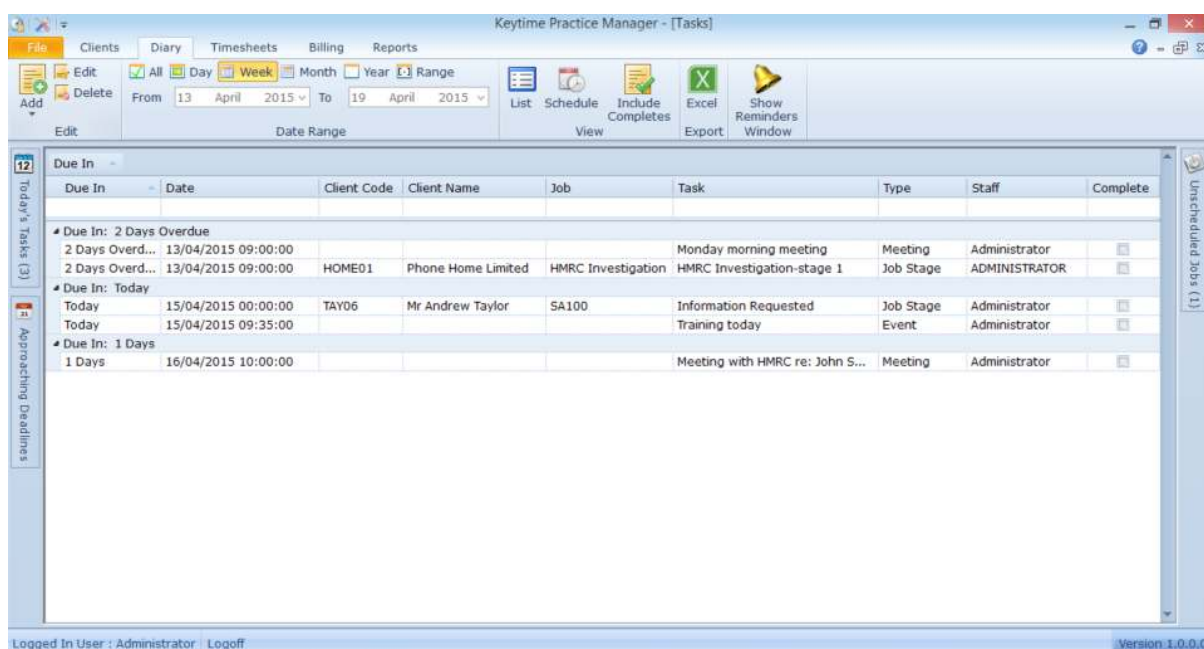 Keytime Practice Manager - [Tasks]
File Clients Diary Timesheets Billing Reports
Add
Edit
Delete
Edit
All Day Week Month Year Range
From 13 April 2015 To 19 April 2015
Date Range
List Schedule Include Completes
View
Excel
Export
Show Reminders Window
12
Today's Tasks (3)
Approaching Deadlines
Unscheduled Jobs (1)
Due In
Due In Date Client Code Client Name Job Task Type Staff Complete
Due In: 2 Days Overdue
2 Days Overd... 13/04/2015 09:00:00 Monday morning meeting Meeting Administrator
2 Days Overd... 13/04/2015 09:00:00 HOME01 Phone Home Limited HMRC Investigation HMRC Investigation-stage 1 Job Stage ADMINISTRATOR
Due In: Today
Today 15/04/2015 00:00:00 TAY06 Mr Andrew Taylor SA100 Information Requested Job Stage Administrator
Today 15/04/2015 09:35:00 Training today Event Administrator
Due In: 1 Days
1 Days 16/04/2015 10:00:00 Meeting with HMRC re: John S... Meeting Administrator
Logged In User : Administrator Logoff
Version 1.0.0.0